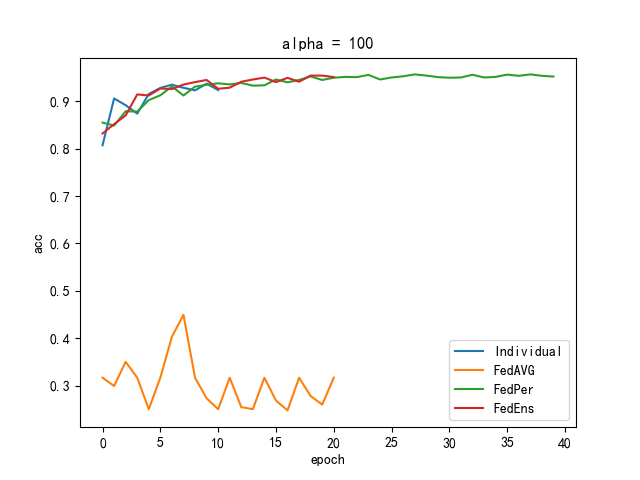 alpha = 100
acc
0.9
0.8
0.7
0.6
0.5
0.4
0.3
0 5 10 15 20 25 30 35 40
epoch
Individual
FedAVG
FedPer
FedEns